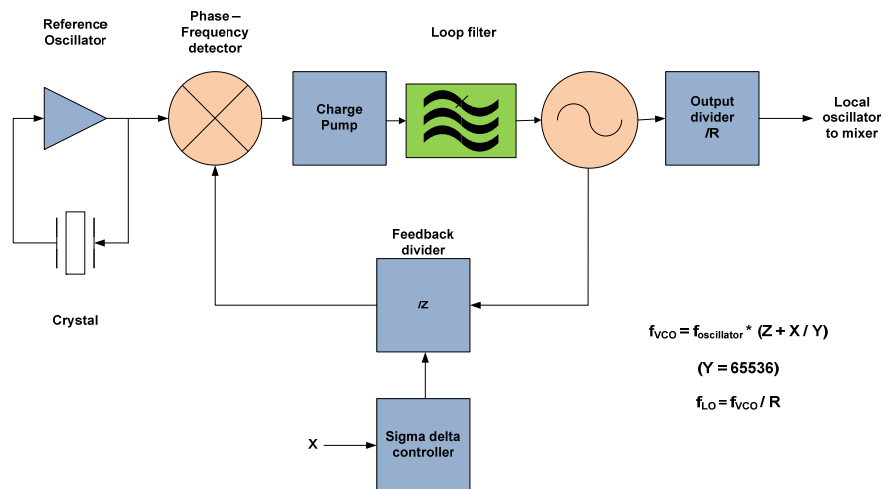 Reference
Oscillator
Phase –
Frequency
detector
Loop filter
Charge
Pump
Output
divider
/R
Local
oscillator
to mixer
Crystal
Feedback
divider
/Z
Sigma delta
controller
X
fVCO = foscillator * (Z + X / Y)
(Y = 65536)
fLO = fVCO / R